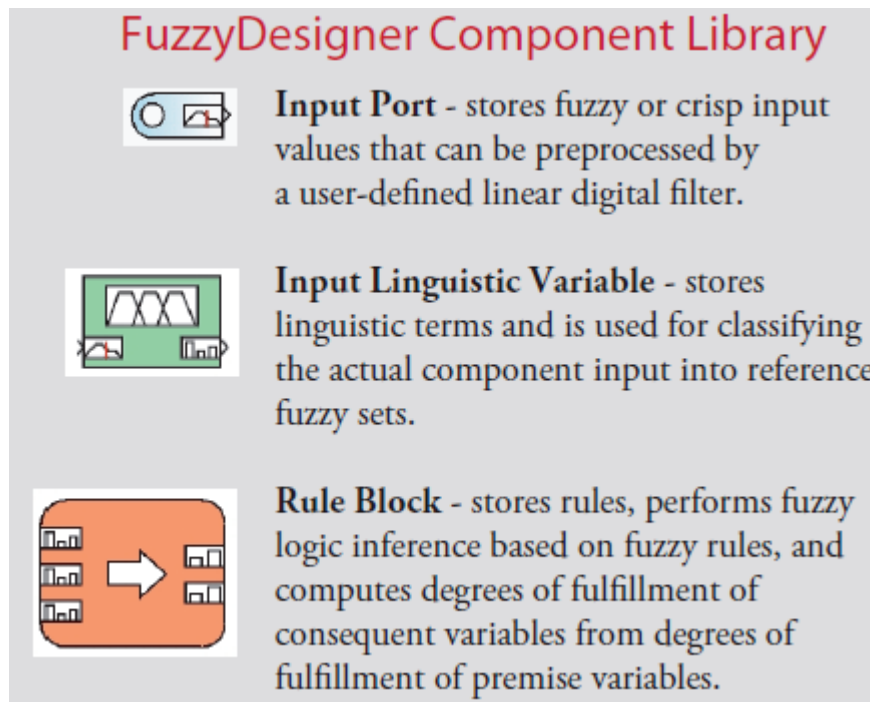 FuzzyDesigner Component Library
Input Port - stores fuzzy or crisp input
values that can be preprocessed by
a user-defined linear digital filter.
Input Linguistic Variable - stores
linguistic terms and is used for classifying
the actual component input into reference
fuzzy sets.
Rule Block - stores rules, performs fuzzy
logic inference based on fuzzy rules, and
computes degrees of fulfillment of
consequent variables from degrees of
fulfillment of premise variables.